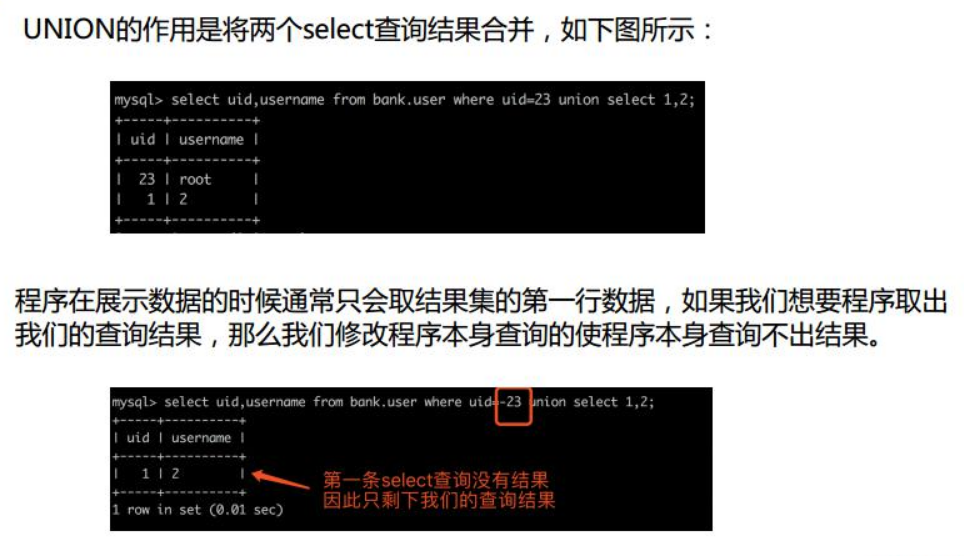 UNION的作用是将两个select查询结果合并，如下图所示：
mysql> select uid,username from bank.user where uid=23 union select 1,2;
+-----+----------+
| uid | username |
+-----+----------+
|  23 | root     |
|   1 | 2        |
+-----+----------+
程序在展示数据的时候通常只会取结果集的第一行数据，如果我们想要程序取出
我们的查询结果，那么我们修改程序本身查询的使程序本身查询不出结果。
mysql> select uid,username from bank.user where uid=-23 union select 1,2;
+-----+----------+
| uid | username |
+-----+----------+
|   1 | 2        |
+-----+----------+
1 row in set (0.01 sec)
第一条select查询没有结果
因此只剩下我们的查询结果